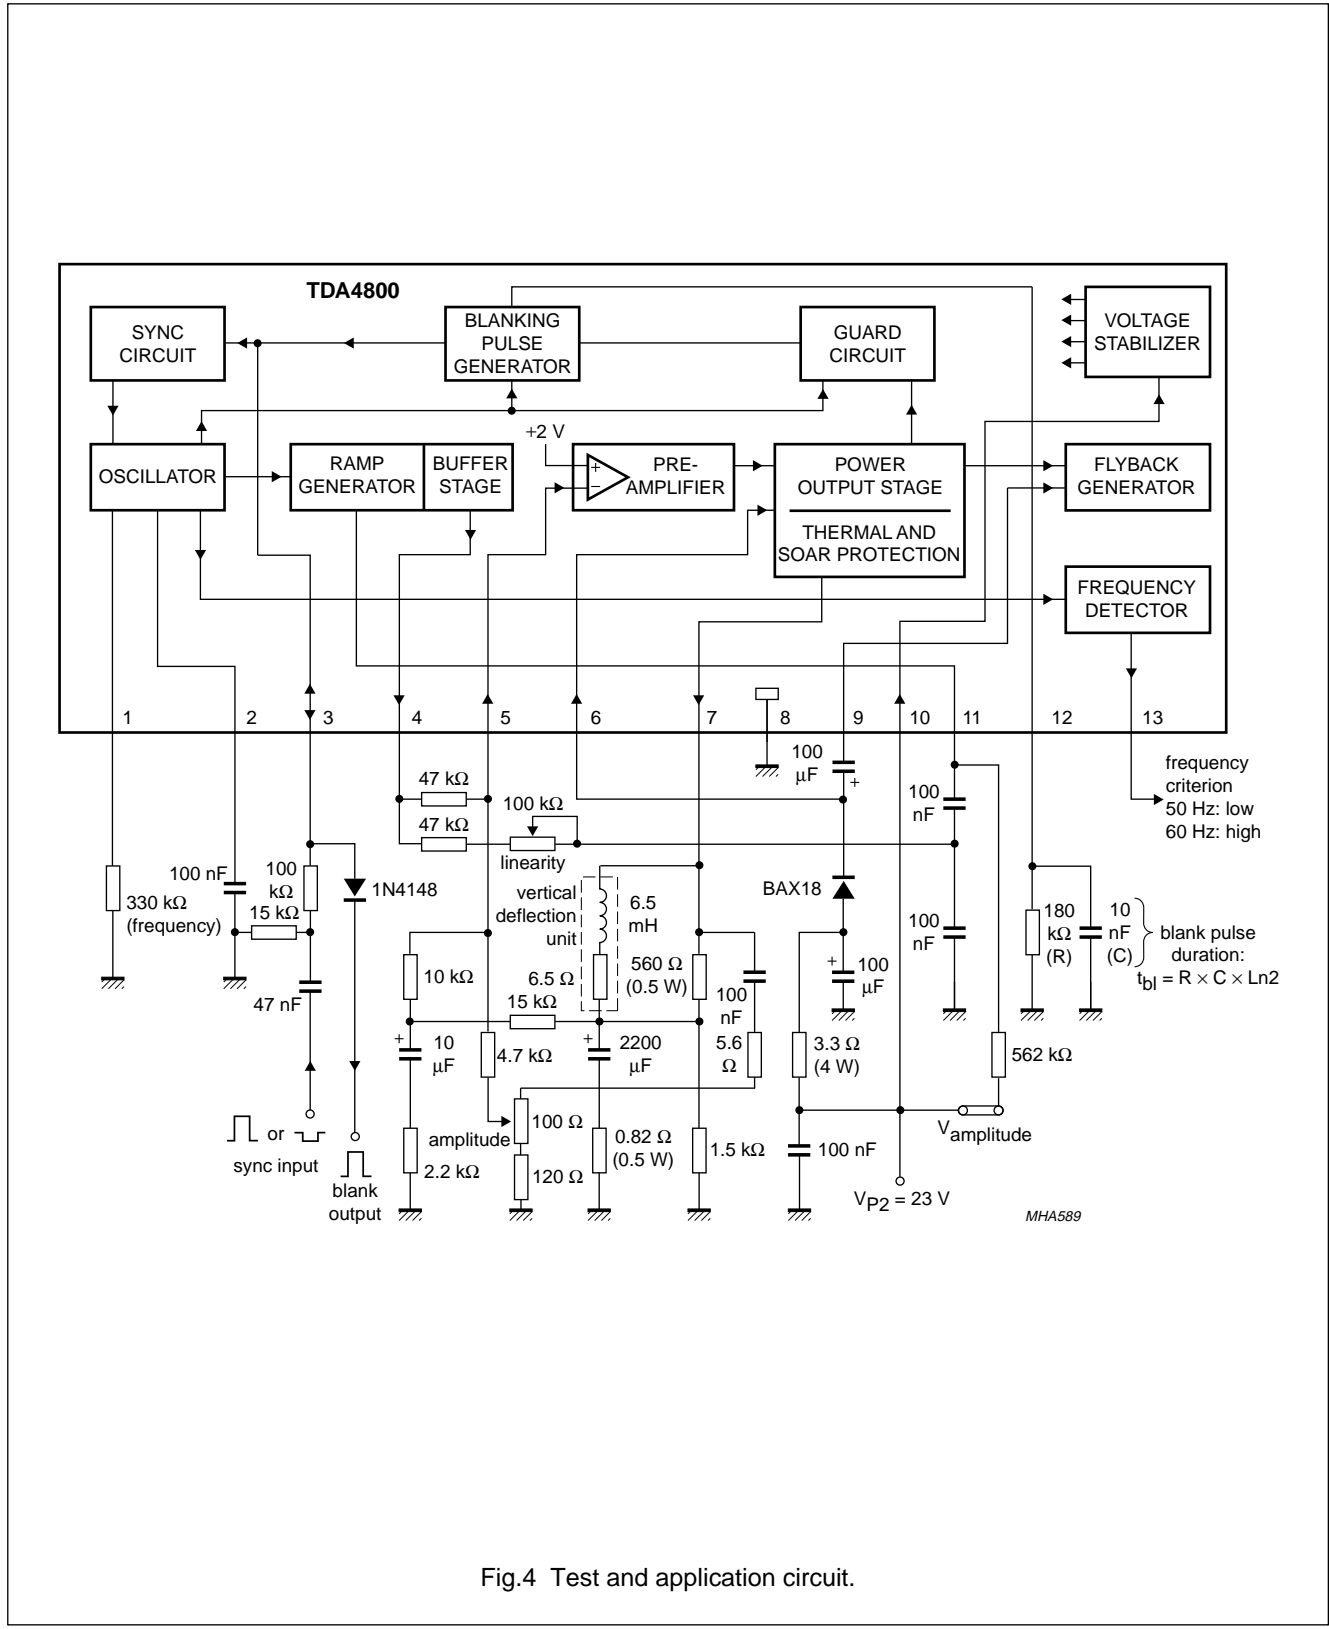 TDA4800
SYNC
CIRCUIT
BLANKING
PULSE
GENERATOR
GUARD
CIRCUIT
VOLTAGE
STABILIZER
+2 V
OSCILLATOR
RAMP
GENERATOR
BUFFER
STAGE
+
−
PRE-
AMPLIFIER
POWER
OUTPUT STAGE
THERMAL AND
SOAR PROTECTION
FLYBACK
GENERATOR
FREQUENCY
DETECTOR
1 2 3 4 5 6 7 8 9 10 11 12 13
100
μF
+
frequency
criterion
50 Hz: low
60 Hz: high
47 kΩ
47 kΩ
100 kΩ
linearity
100
nF
330 kΩ
(frequency)
100 nF
100
kΩ
15 kΩ
1N4148
47 nF
vertical
deflection
unit
6.5
mH
6.5 Ω
560 Ω
(0.5 W)
BAX18
100
nF
180
kΩ
(R)
10
nF
(C)
blank pulse
duration:
tbl = R × C × Ln2
10 kΩ
15 kΩ
100
nF
+
100
μF
+
10
μF
4.7 kΩ
+
2200
μF
5.6
Ω
3.3 Ω
(4 W)
562 kΩ
or
sync input
blank
output
amplitude
100 Ω
2.2 kΩ
120 Ω
0.82 Ω
(0.5 W)
1.5 kΩ
100 nF
Vamplitude
VP2 = 23 V
MHA589
Fig.4 Test and application circuit.